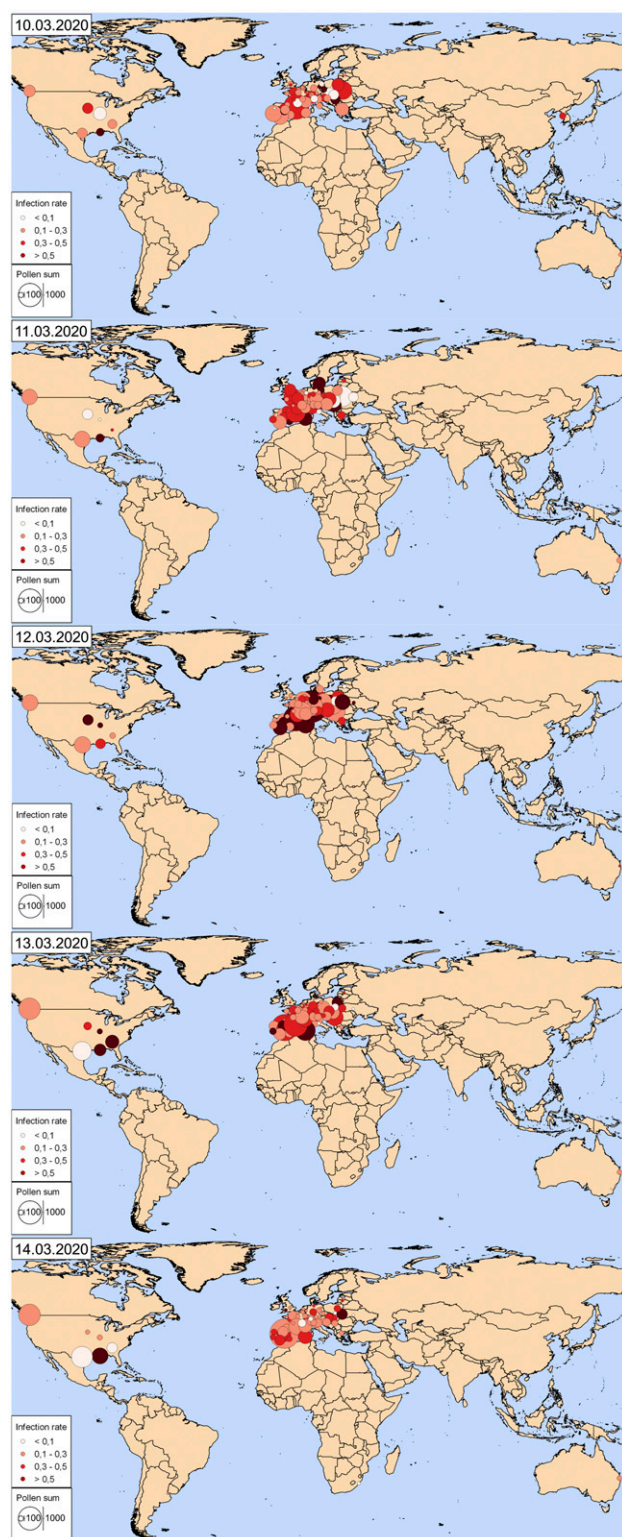 10.03.2020
Infection rate
< 0,1
0,1 - 0,3
0,3 - 0,5
> 0,5
Pollen sum
100 1000
11.03.2020
Infection rate
< 0,1
0,1 - 0,3
0,3 - 0,5
> 0,5
Pollen sum
100 1000
12.03.2020
Infection rate
< 0,1
0,1 - 0,3
0,3 - 0,5
> 0,5
Pollen sum
100 1000
13.03.2020
Infection rate
< 0,1
0,1 - 0,3
0,3 - 0,5
> 0,5
Pollen sum
100 1000
14.03.2020
Infection rate
< 0,1
0,1 - 0,3
0,3 - 0,5
> 0,5
Pollen sum
100 1000